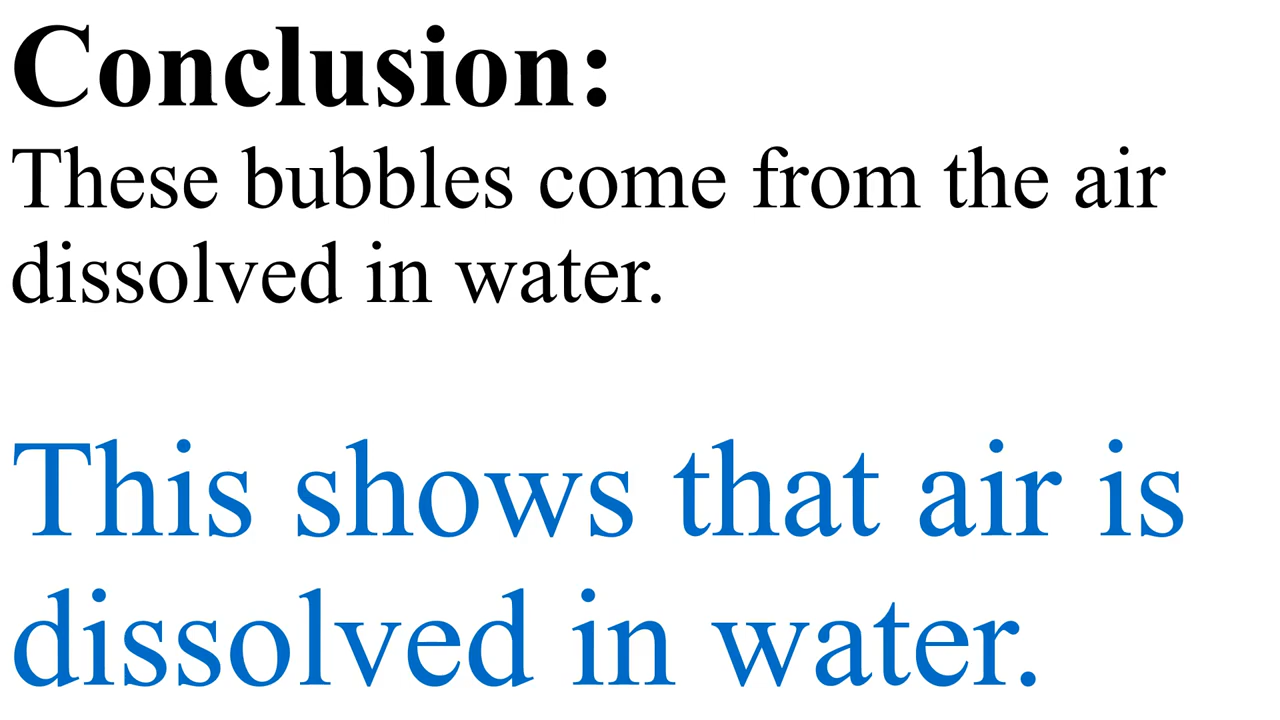 Conclusion:
These bubbles come from the air
dissolved in water.
This shows that air is
dissolved in water.